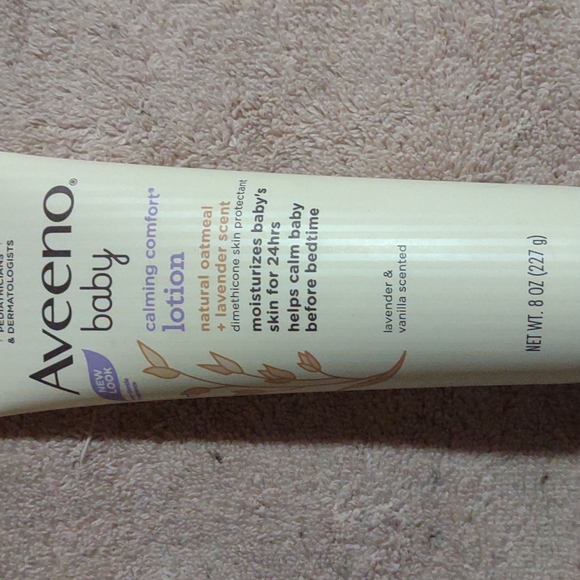 PEDIATRICIANS
& DERMATOLOGISTS
Aveeno®
baby
NEW
LOOK
calming comfort®
lotion
natural oatmeal
+ lavender scent
dimethicone skin protectant
moisturizes baby's
skin for 24hrs
helps calm baby
before bedtime
lavender &
vanilla scented
NET WT. 8 OZ (227 g)